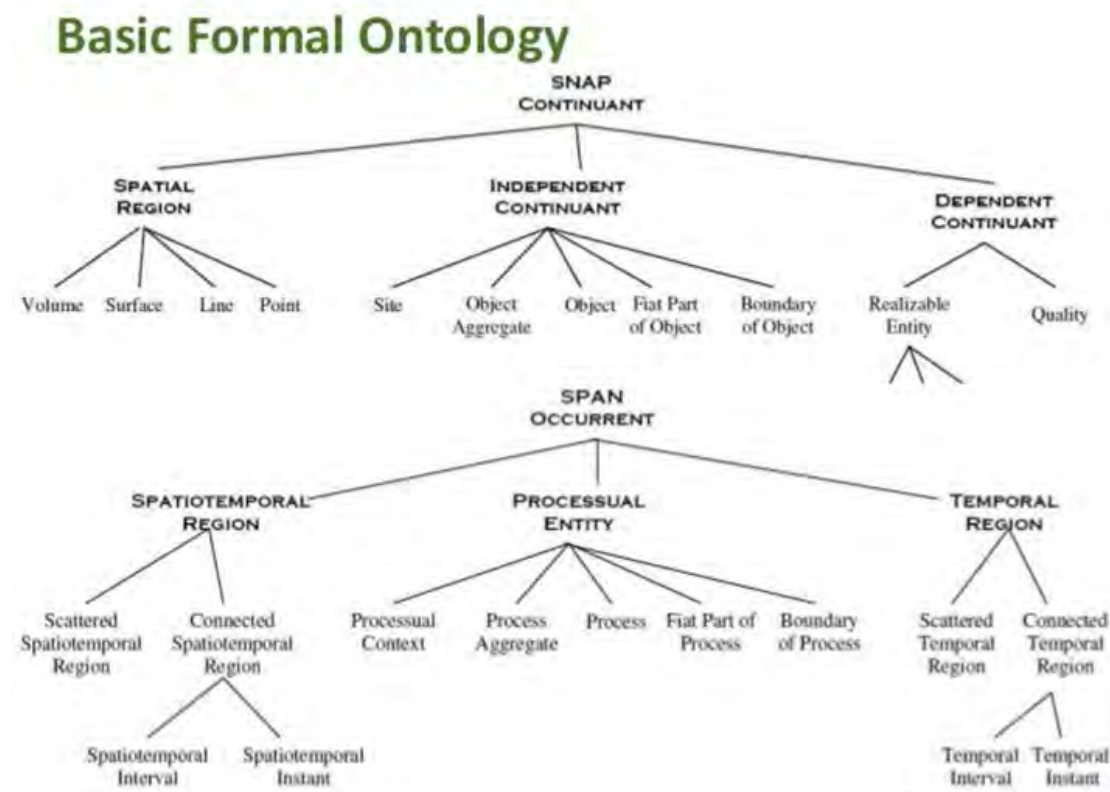 Basic Formal Ontology
SNAP
CONTINUANT
SPATIAL
REGION
INDEPENDENT
CONTINUANT
DEPENDENT
CONTINUANT
Volume Surface Line Point
Site
Object
Aggregate
Object
Fiat Part
of Object
Boundary
of Object
Realizable
Entity
Quality
SPAN
OCCURRENT
SPATIOTEMPORAL
REGION
PROCESSUAL
ENTITY
TEMPORAL
REGION
Scattered
Spatiotemporal
Region
Connected
Spatiotemporal
Region
Processual
Context
Process
Aggregate
Process
Fiat Part of
Process
Boundary
of Process
Scattered
Temporal
Region
Connected
Temporal
Region
Spatiotemporal
Interval
Spatiotemporal
Instant
Temporal
Interval
Temporal
Instant